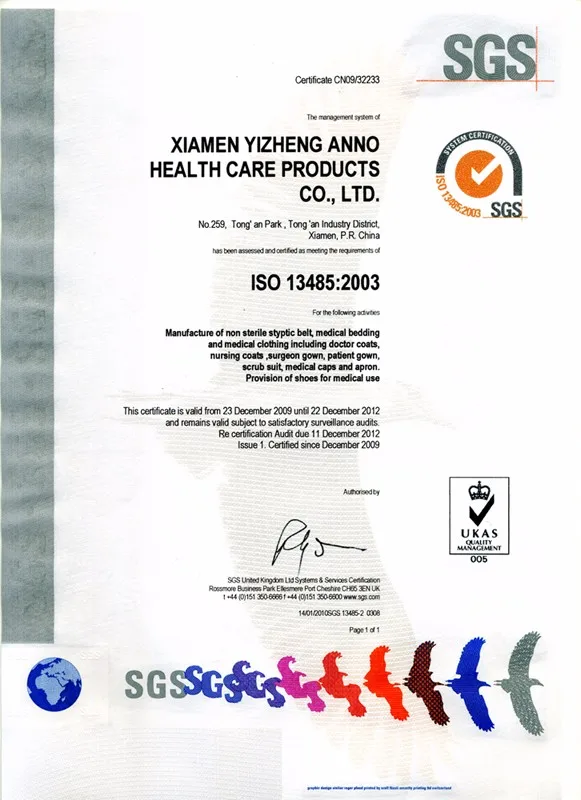 SGS
Certificate CN09/32233
The management system of
XIAMEN YIZHENG ANNO
HEALTH CARE PRODUCTS
CO., LTD.
SYSTEM CERTIFICATION
ISO 13485:2003
SGS
No.259, Tong' an Park , Tong 'an Industry District,
Xiamen, P.R. China
has been assessed and certified as meeting the requirements of
ISO 13485:2003
For the following activities
Manufacture of non sterile styptic belt, medical bedding
and medical clothing including doctor coats,
nursing coats ,surgeon gown, patient gown,
scrub suit, medical caps and apron.
Provision of shoes for medical use
This certificate is valid from 23 December 2009 until 22 December 2012
and remains valid subject to satisfactory surveillance audits.
Re certification Audit due 11 December 2012
Issue 1. Certified since December 2009
Authorised by
UKAS
QUALITY
MANAGEMENT
005
SGS United Kingdom Ltd Systems & Services Certification
Rossmore Business Park Ellesmere Port Cheshire CH65 3EN UK
t +44 (0)151 350-6666 f +44 (0)151 350-6600 www.sgs.com
14/01/2010SGS 13485-2 0308
Page 1 of 1
SGSSGSSGS